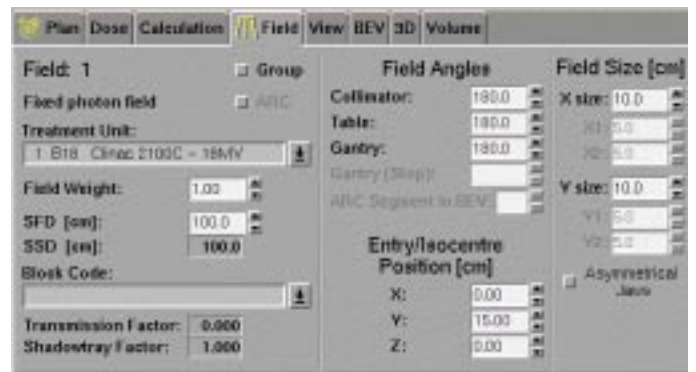 Plan Dose Calculation Field View BEV 3D Volume
Field: 1
Group
Fixed photon field
ARC
Treatment Unit:
1 B18 Clinac 2100C - 18MV
Field Weight: 1.00
SFD [cm]: 100.0
SSD [cm]: 100.0
Block Code:
Transmission Factor: 0.000
Shadowtray Factor: 1.000
Field Angles
Collimator: 180.0
Table: 180.0
Gantry: 180.0
Gantry (Stop):
ARC Segment in BEV:
Entry/Isocentre
Position [cm]
X: 0.00
Y: 15.00
Z: 0.00
Field Size [cm]
X size: 10.0
X1: 5.0
X2: 5.0
Y size: 10.0
Y1: 5.0
Y2: 5.0
Asymmetrical
Jaws